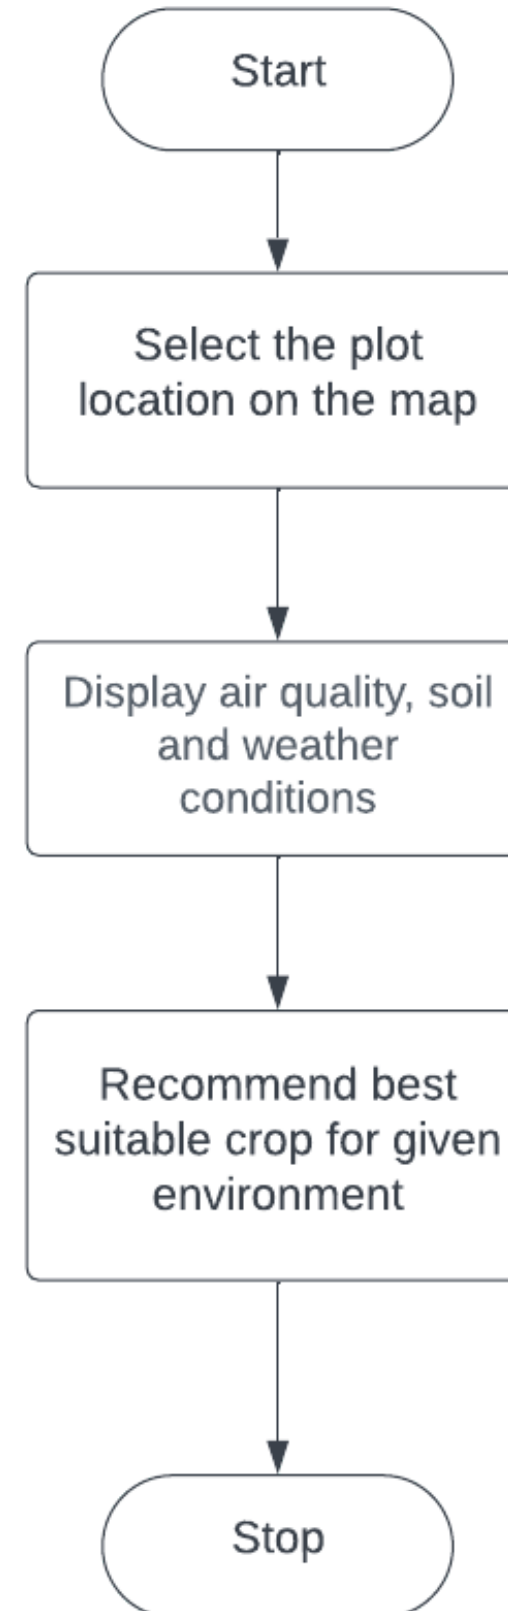 Start
Select the plot
location on the map
Display air quality, soil
and weather
conditions
Recommend best
suitable crop for given
environment
Stop